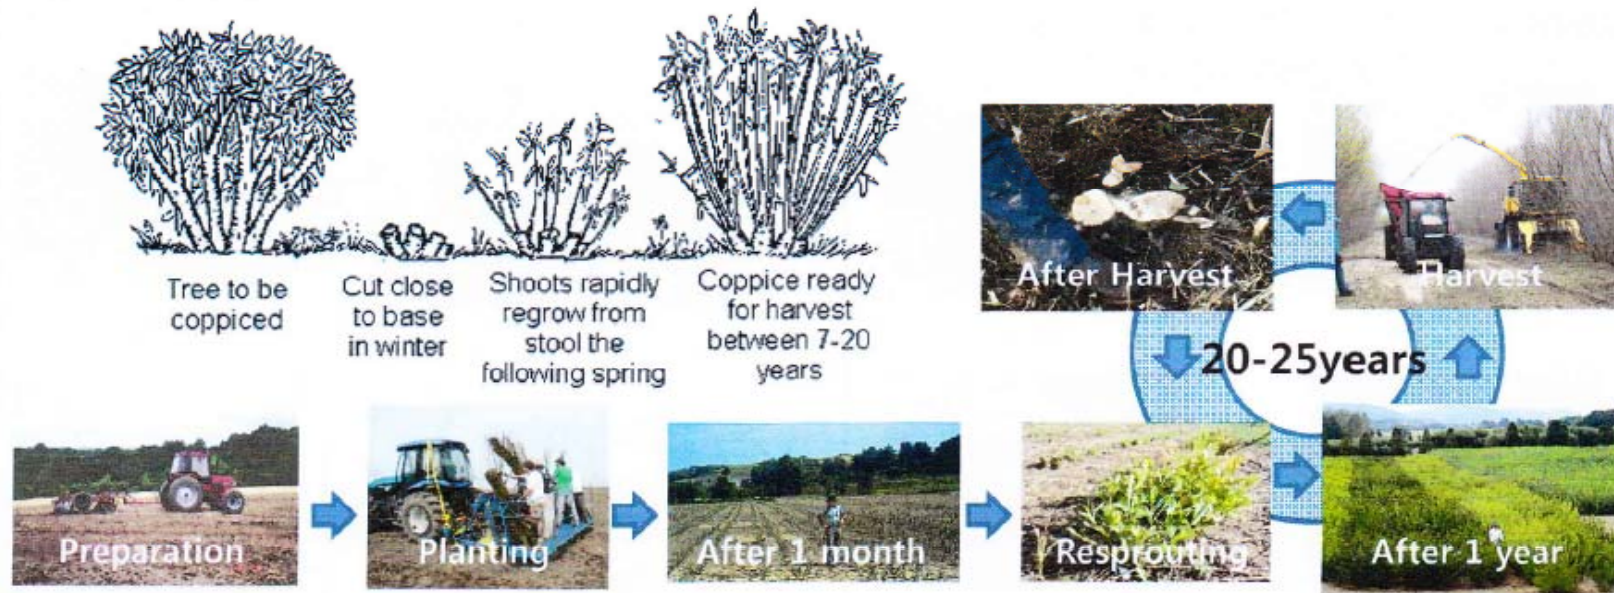 Tree to be
coppiced
Cut close
to base
in winter
Shoots rapidly
regrow from
stool the
following spring
Coppice ready
for harvest
between 7-20
years
After Harvest
Harvest
20-25years
Preparation
Planting
After 1 month
Resprouting
After 1 year